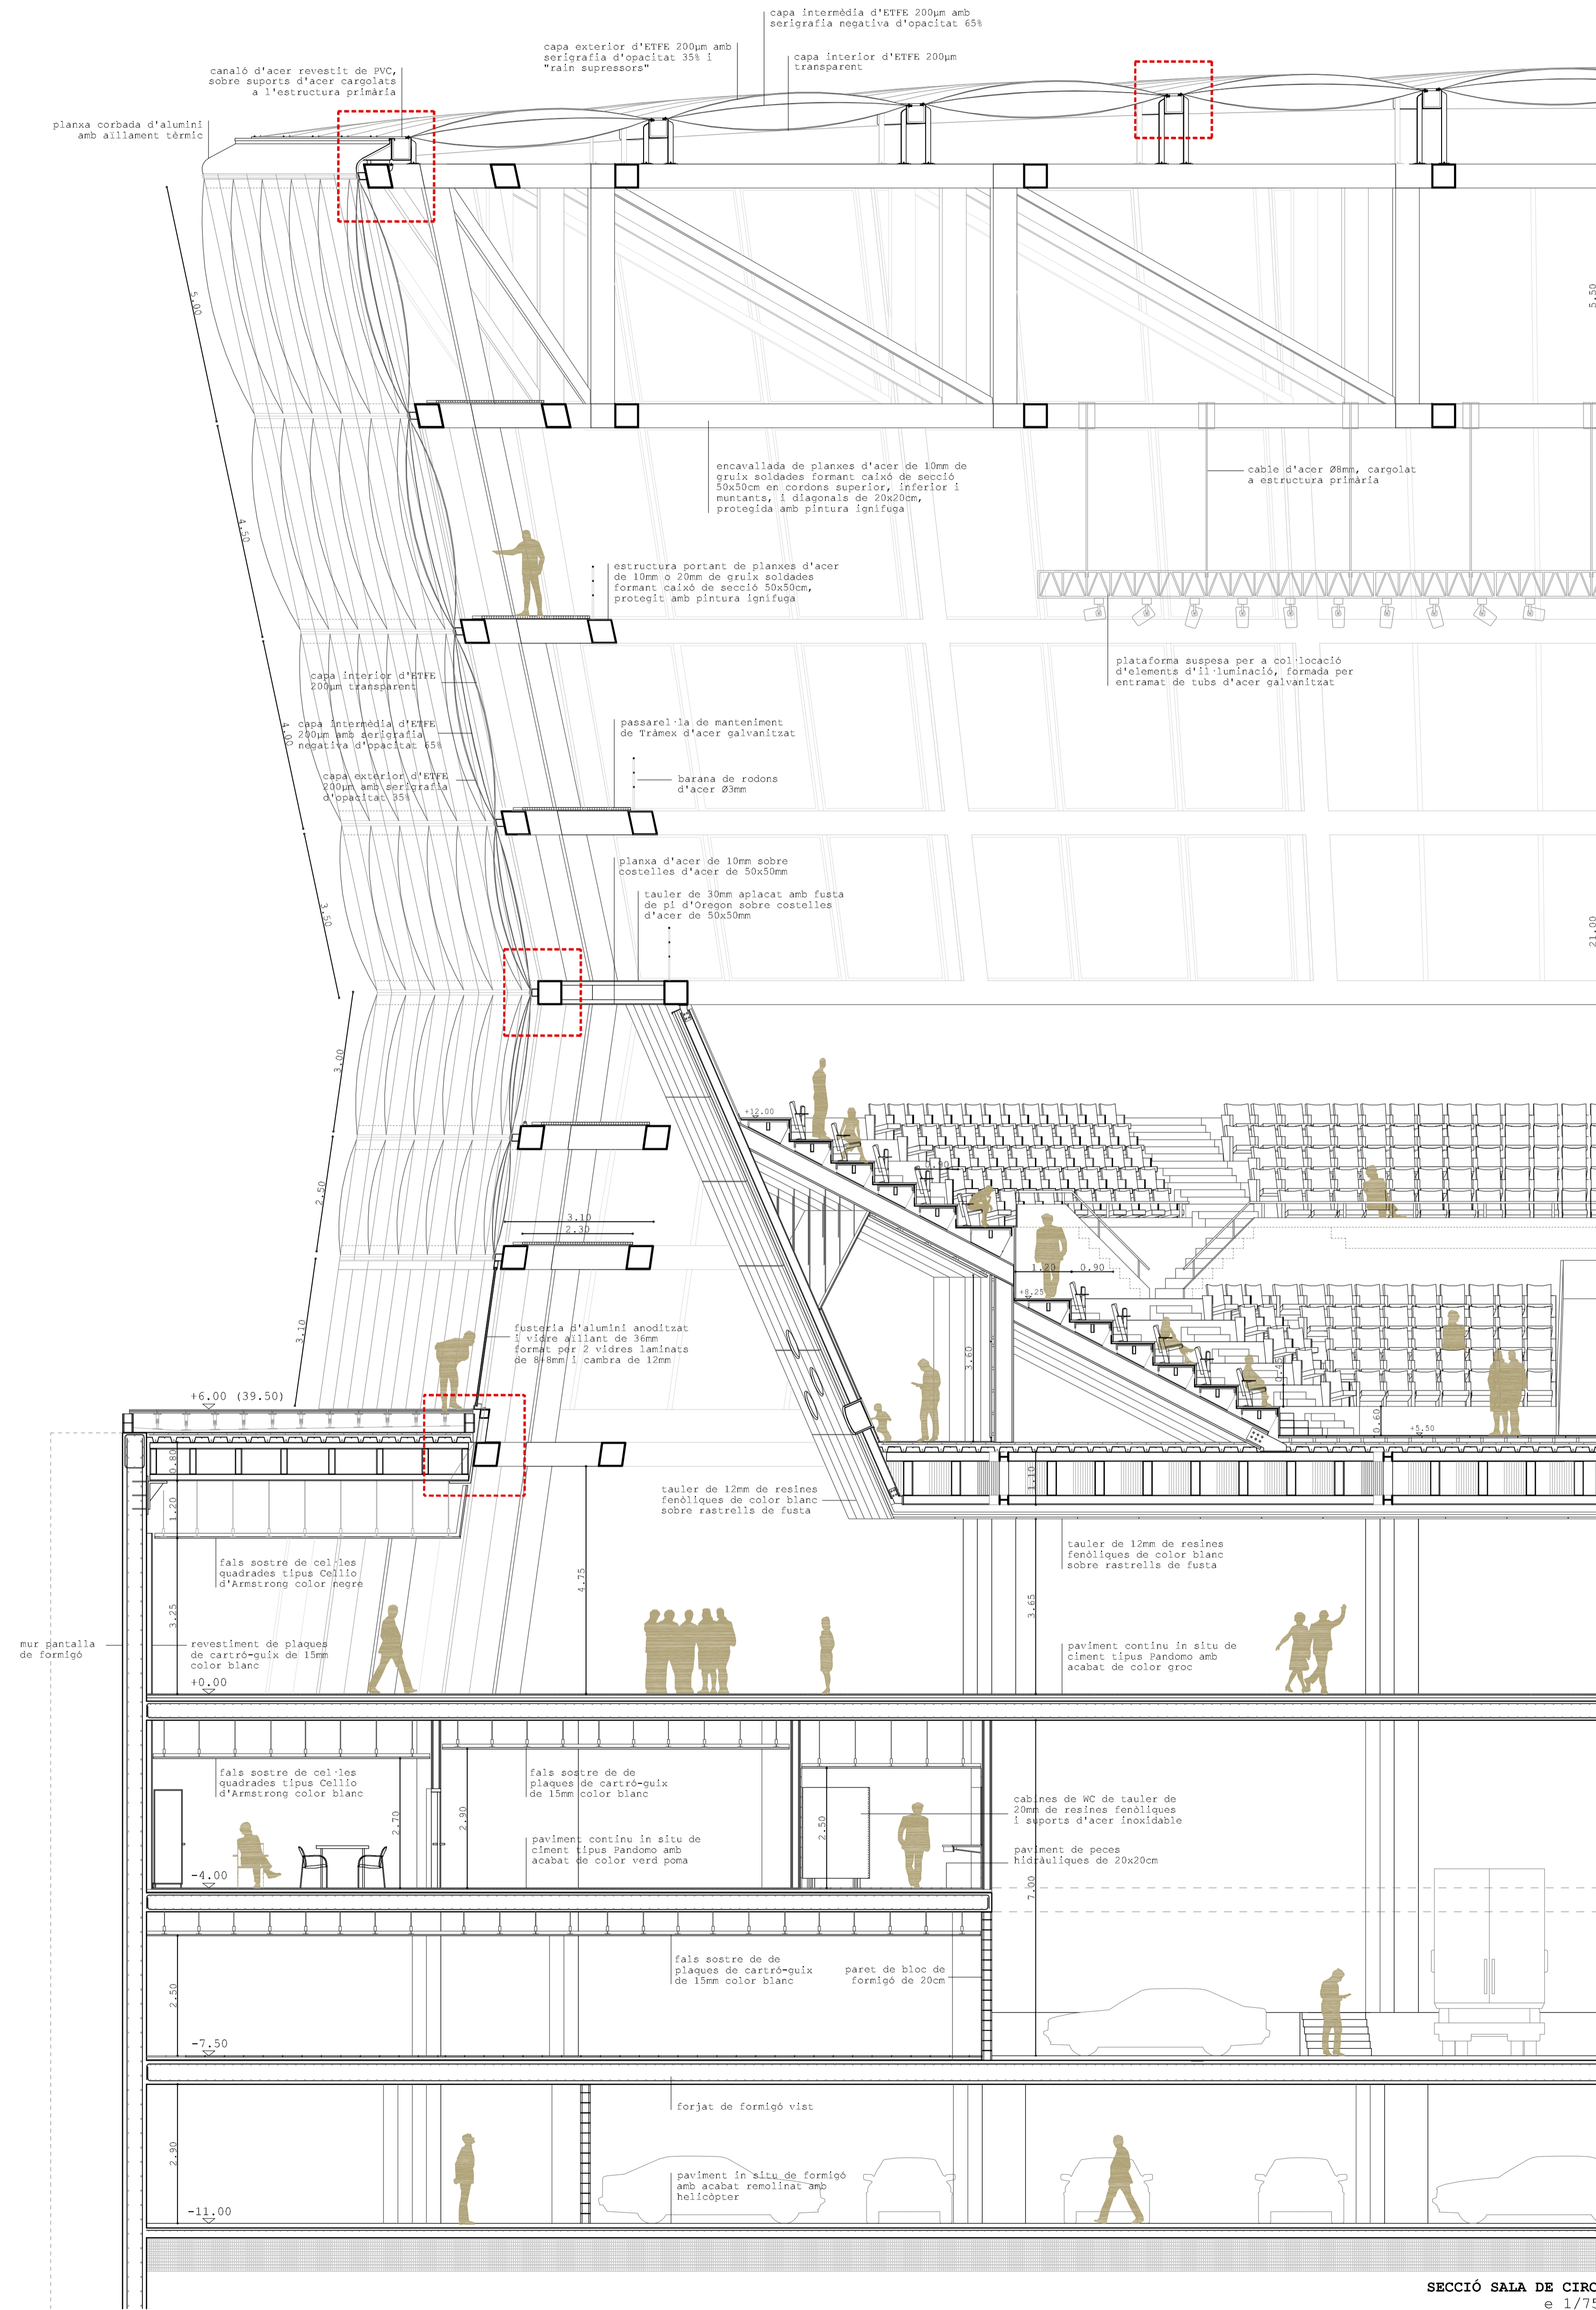 capa intermèdia d'ETFE 200µm amb
serigrafia negativa d'opacitat 65%
capa exterior d'ETFE 200µm amb
serigrafia d'opacitat 35% i
"rain supressors"
capa interior d'ETFE 200µm
transparent
canaló d'acer revestit de PVC,
sobre suports d'acer cargolats
a l'estructura primària
planxa corbada d'alumini
amb aïllament tèrmic
5.00
5.50
encavallada de planxes d'acer de 10mm de
gruix soldades formant caixó de secció
50x50cm en cordons superior, inferior i
muntants, i diagonals de 20x20cm,
protegida amb pintura ignífuga
cable d'acer Ø8mm, cargolat
a estructura primària
4.50
estructura portant de planxes d'acer
de 10mm o 20mm de gruix soldades
formant caixó de secció 50x50cm,
protegit amb pintura ignífuga
plataforma suspesa per a col·locació
d'elements d'il·luminació, formada per
entramat de tubs d'acer galvanitzat
capa interior d'ETFE
200µm transparent
4.00
capa intermèdia d'ETFE
200µm amb serigrafia
negativa d'opacitat 65%
passarel·la de manteniment
de Tràmex d'acer galvanitzat
capa exterior d'ETFE
200µm amb serigrafia
d'opacitat 35%
barana de rodons
d'acer Ø3mm
planxa d'acer de 10mm sobre
costelles d'acer de 50x50mm
tauler de 30mm aplacat amb fusta
de pi d'Oregon sobre costelles
d'acer de 50x50mm
3.50
21.00
3.00
+12.00
.90
2.50
3.10
2.30
1.20
0.90
+8.25
3.10
fusteria d'alumini anoditzat
i vidre aïllant de 36mm
format per 2 vidres laminats
de 8+8mm i cambra de 12mm
3.60
0.45
+6.00 (39.50)
0.60
+5.50
0.80
1.10
1.20
tauler de 12mm de resines
fenòliques de color blanc
sobre rastrells de fusta
fals sostre de cel·les
quadrades tipus Cellio
d'Armstrong color negre
4.75
tauler de 12mm de resines
fenòliques de color blanc
sobre rastrells de fusta
3.25
3.65
mur pantalla
de formigó
revestiment de plaques
de cartró-guix de 15mm
color blanc
paviment continu in situ de
ciment tipus Pandomo amb
acabat de color groc
+0.00
fals sostre de cel·les
quadrades tipus Cellio
d'Armstrong color blanc
fals sostre de de
plaques de cartró-guix
de 15mm color blanc
2.70
2.90
2.50
cabines de WC de tauler de
20mm de resines fenòliques
i suports d'acer inoxidable
paviment continu in situ de
ciment tipus Pandomo amb
acabat de color verd poma
paviment de peces
hidràuliques de 20x20cm
-4.00
7.00
fals sostre de de
plaques de cartró-guix
de 15mm color blanc
paret de bloc de
formigó de 20cm
2.50
-7.50
forjat de formigó vist
2.90
paviment in situ de formigó
amb acabat remolinat amb
helicòpter
-11.00
SECCIÓ SALA DE CIRC
e 1/75